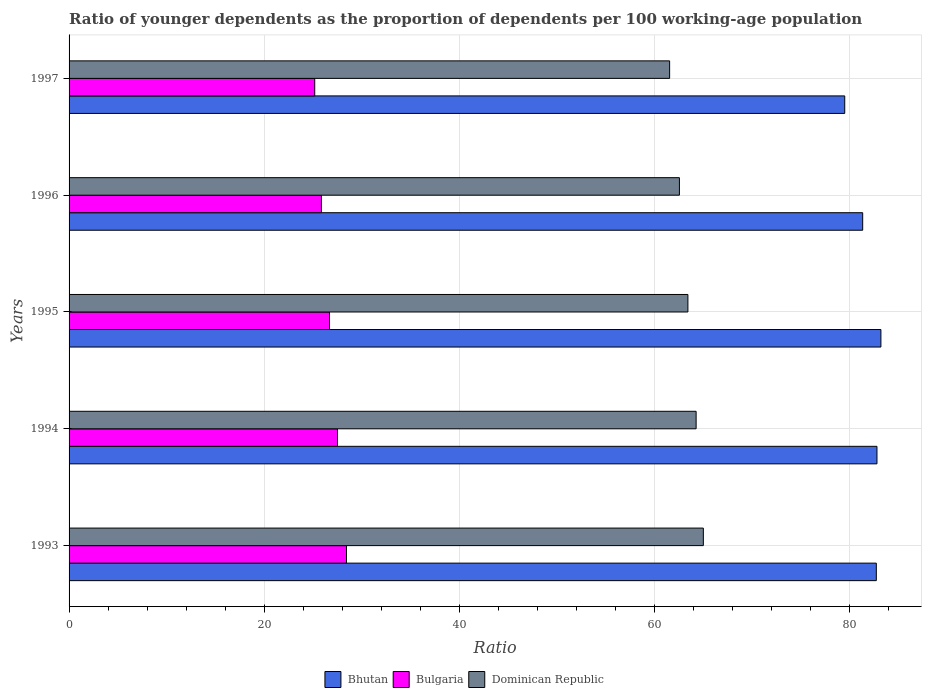 Ratio of younger dependents as the proportion of dependents per 100 working-age population
1997
1996
1995
1994
1993
Years
0
20
40
60
80
Ratio
Bhutan
Bulgaria
Dominican Republic